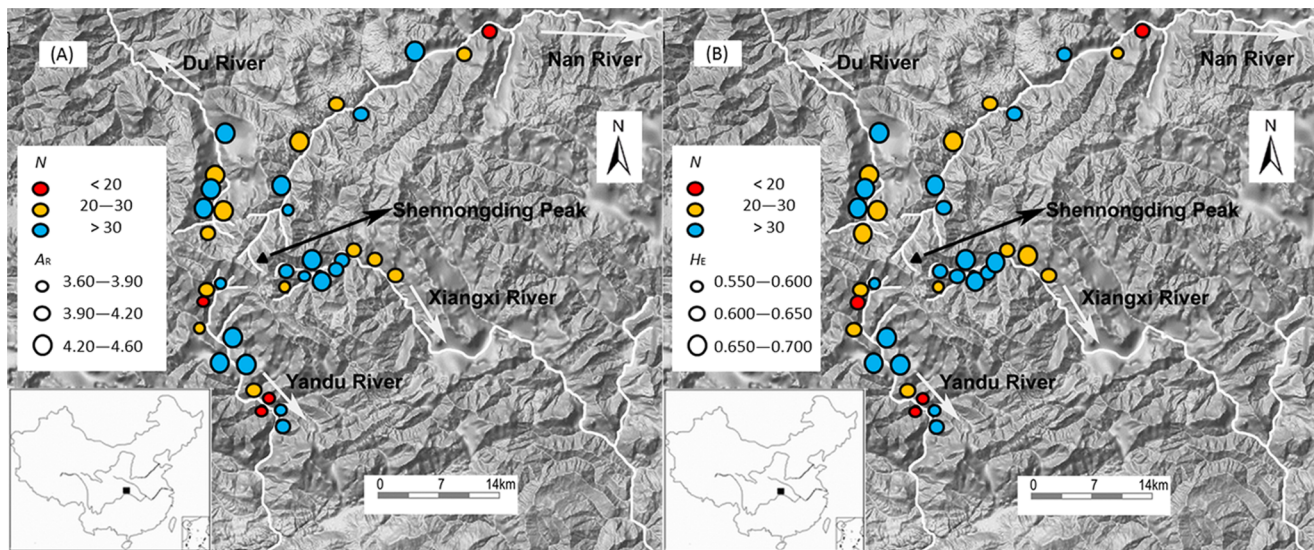 (A)
Du River
Nan River
N
N
< 20
20—30
> 30
AR
3.60—3.90
3.90—4.20
4.20—4.60
Shennongding Peak
Xiangxi River
Yandu River
0 7 14km
(B)
Du River
Nan River
N
N
< 20
20—30
> 30
HE
0.550—0.600
0.600—0.650
0.650—0.700
Shennongding Peak
Xiangxi River
Yandu River
0 7 14km